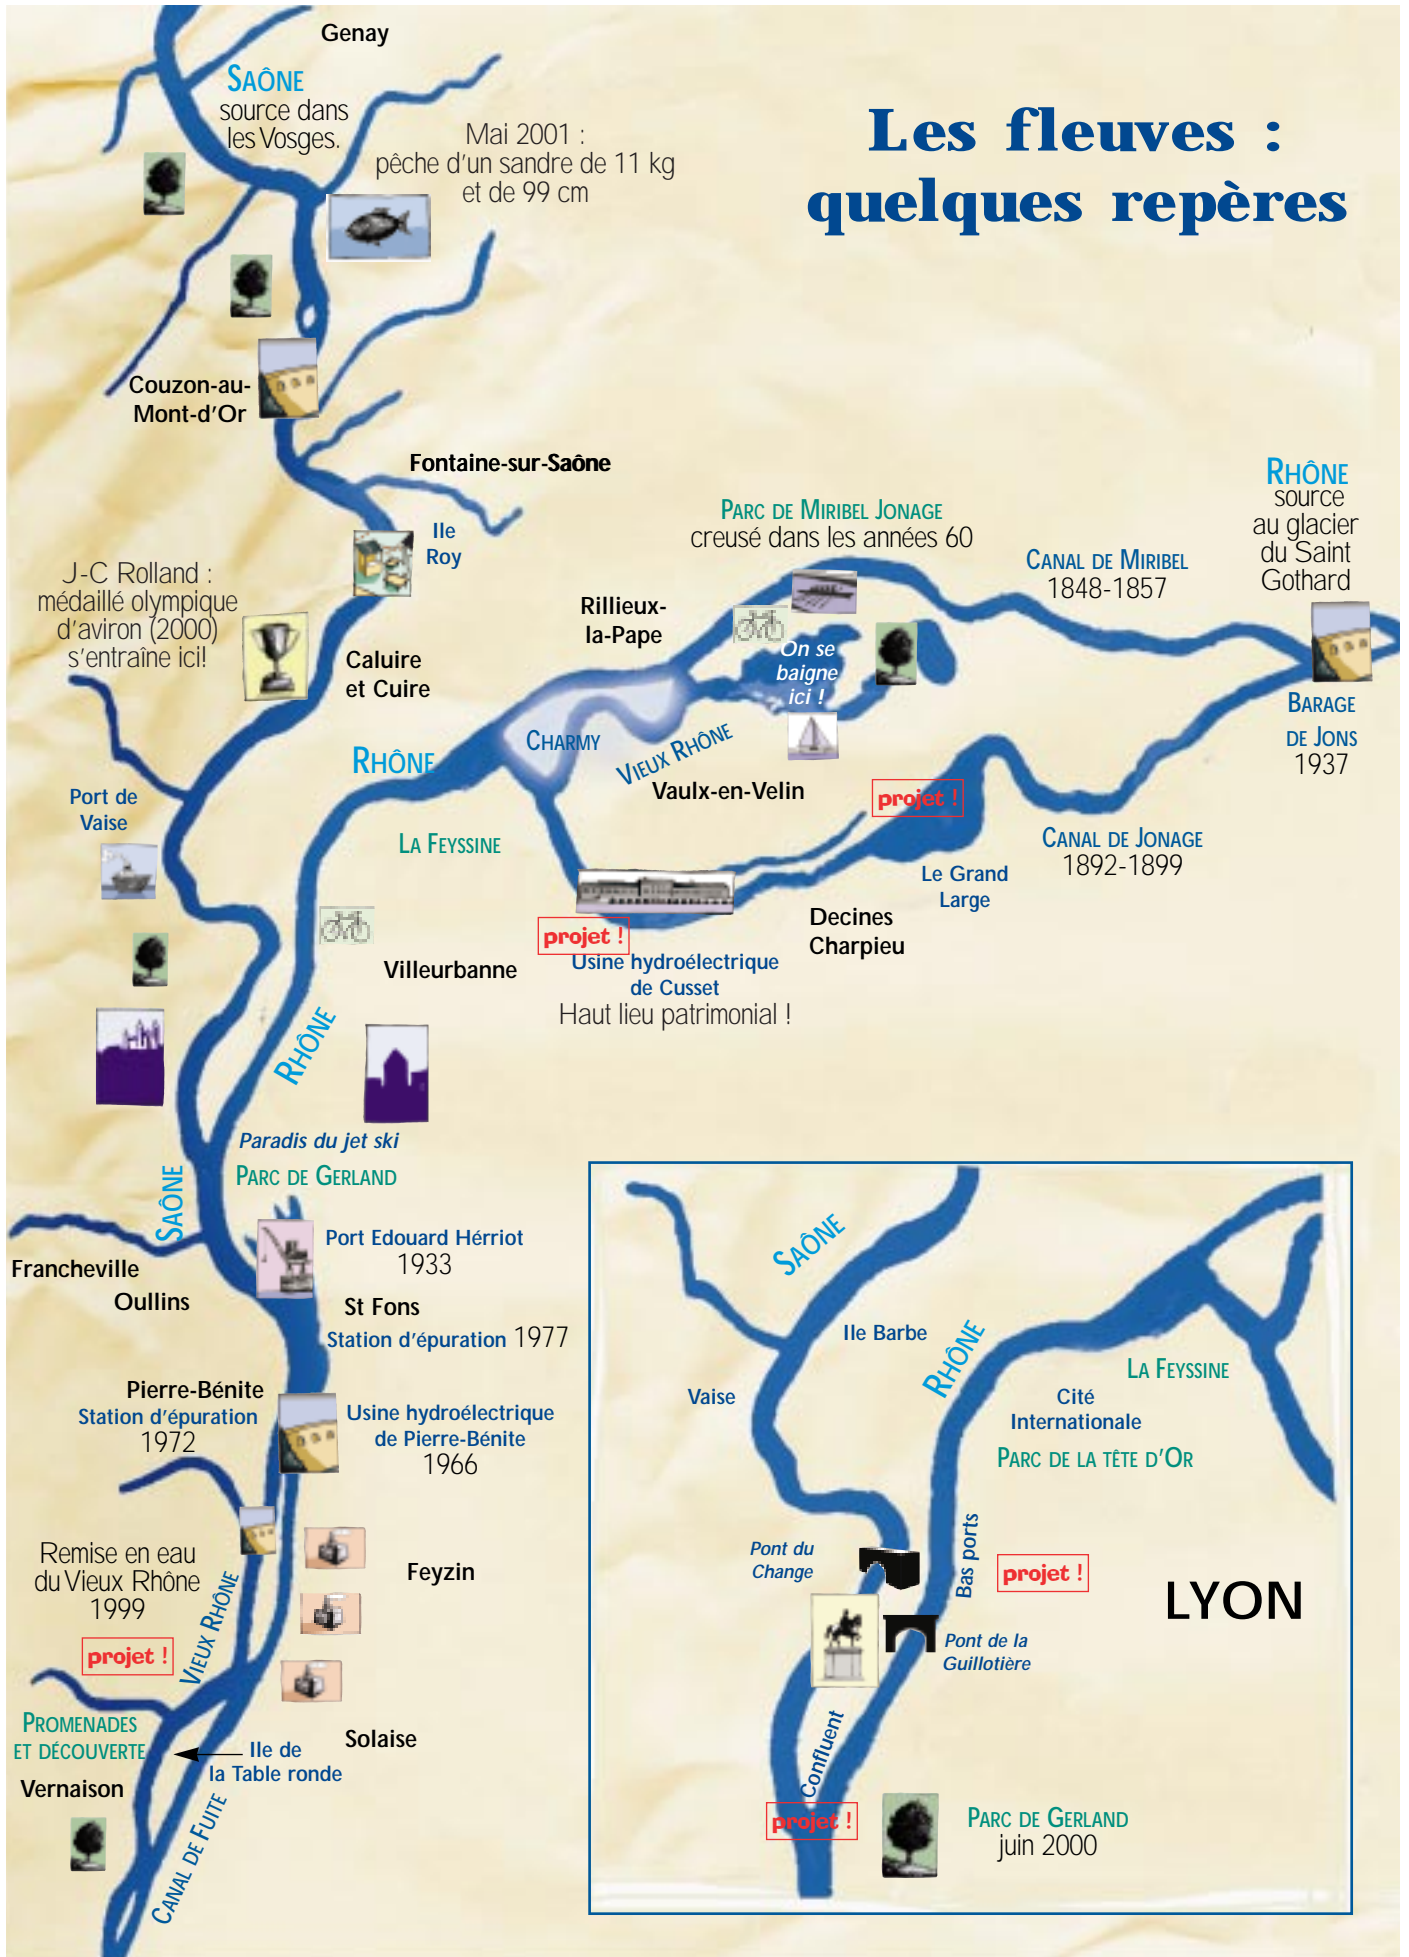 Les fleuves :
quelques repères
Genay
SAÔNE
source dans
les Vosges.
Mai 2001 :
pêche d'un sandre de 11 kg
et de 99 cm
Couzon-au-
Mont-d'Or
Fontaine-sur-Saône
Ile
Roy
J-C Rolland :
médaillé olympique
d'aviron (2000)
s'entraîne ici!
Caluire
et Cuire
PARC DE MIRIBEL JONAGE
creusé dans les années 60
Rillieux-
la-Pape
On se
baigne
ici !
CANAL DE MIRIBEL
1848-1857
RHÔNE
source
au glacier
du Saint
Gothard
BARAGE
DE JONS
1937
RHÔNE
CHARMY
VIEUX RHÔNE
Vaulx-en-Velin
projet !
CANAL DE JONAGE
1892-1899
Le Grand
Large
Decines
Charpieu
Port de
Vaise
LA FEYSSINE
projet !
Usine hydroélectrique
de Cusset
Haut lieu patrimonial !
Villeurbanne
RHÔNE
Paradis du jet ski
PARC DE GERLAND
SAÔNE
Port Edouard Hérriot
1933
Francheville
Oullins
St Fons
Station d'épuration 1977
Pierre-Bénite
Station d'épuration
1972
Usine hydroélectrique
de Pierre-Bénite
1966
Remise en eau
du Vieux Rhône
1999
projet !
VIEUX RHÔNE
Feyzin
PROMENADES
ET DÉCOUVERTE
Ile de
la Table ronde
Solaise
Vernaison
CANAL DE FUITE
SAÔNE
Ile Barbe
RHÔNE
LA FEYSSINE
Vaise
Cité
Internationale
PARC DE LA TÊTE D'OR
Pont du
Change
Bas ports
projet !
LYON
Pont de la
Guillotière
Confluent
projet !
PARC DE GERLAND
juin 2000